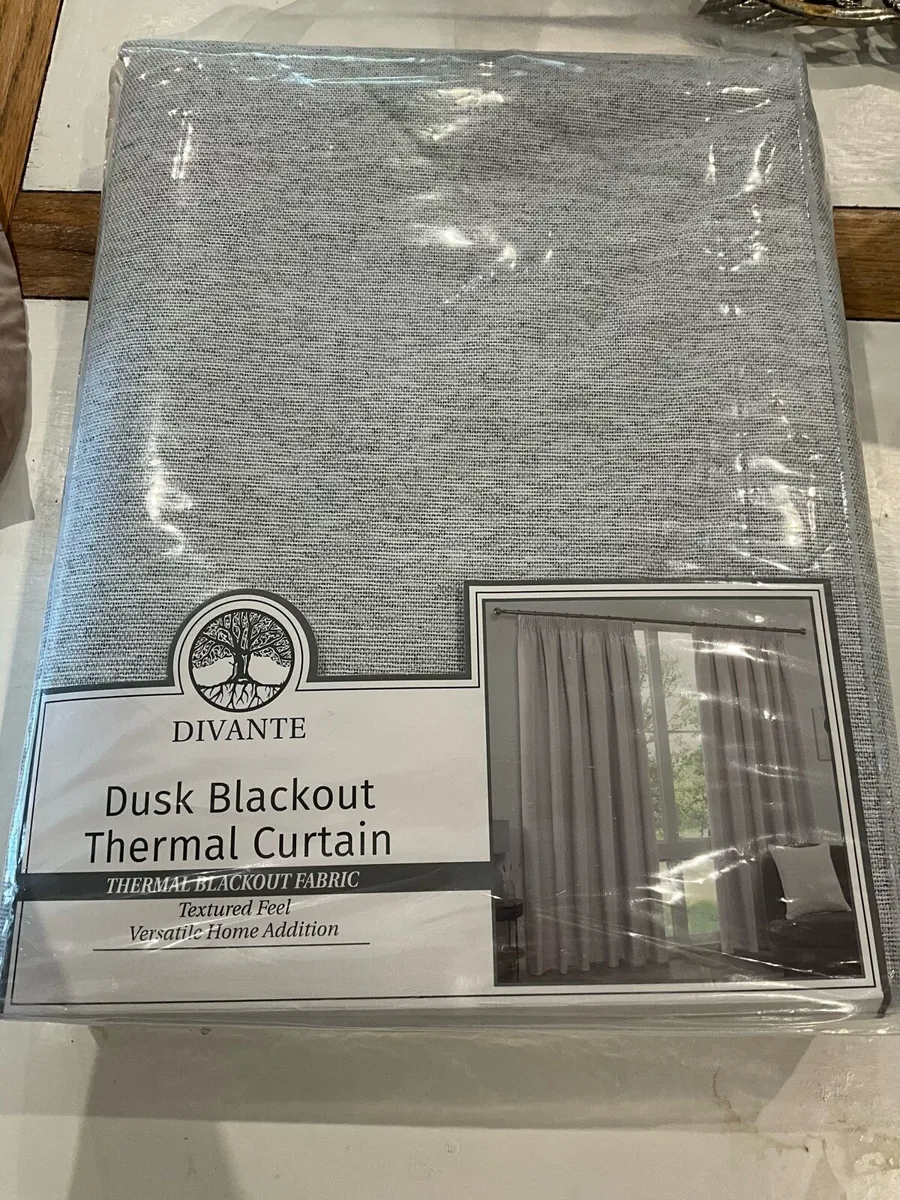 DIVANTE
Dusk Blackout
Thermal Curtain
THERMAL BLACKOUT FABRIC
Textured Feel
Versatile Home Addition